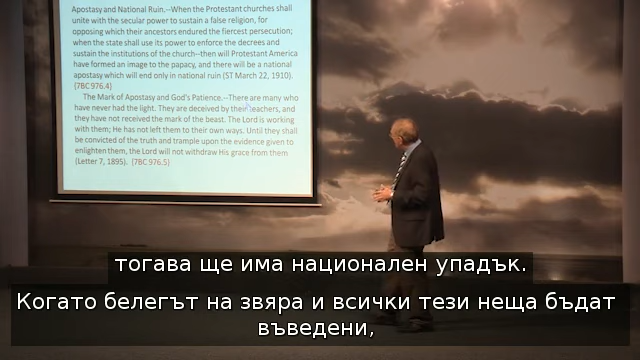 Apostasy and National Ruin.--When the Protestant churches shall
unite with the secular power to sustain a false religion, for
opposing which their ancestors endured the fiercest persecution;
when the state shall use its power to enforce the decrees and
sustain the institutions of the church--then will Protestant America
have formed an image to the papacy, and there will be a national
apostasy which will end only in national ruin (ST March 22, 1910).
{7BC 976.4}
The Mark of Apostasy and God's Patience.--There are many who
have never had the light. They are deceived by their teachers, and
they have not received the mark of the beast. The Lord is working
with them; He has not left them to their own ways. Until they shall
be convicted of the truth and trample upon the evidence given to
enlighten them, the Lord will not withdraw His grace from them
(Letter 7, 1895). {7BC 976.5}
тогава ще има национален упадък.
Когато белегът на звяра и всички тези неща бъдат
въведени,